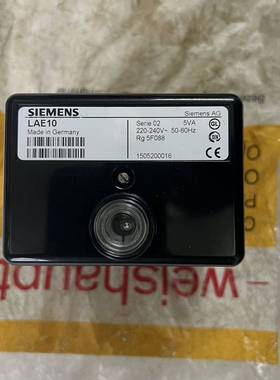 SIEMENS
Siemens AG
LAE10
Serie 02 5VA
Made in Germany
220-240V~ 50-60Hz
Rg 5F088
1505200016
CE
-weishaupt